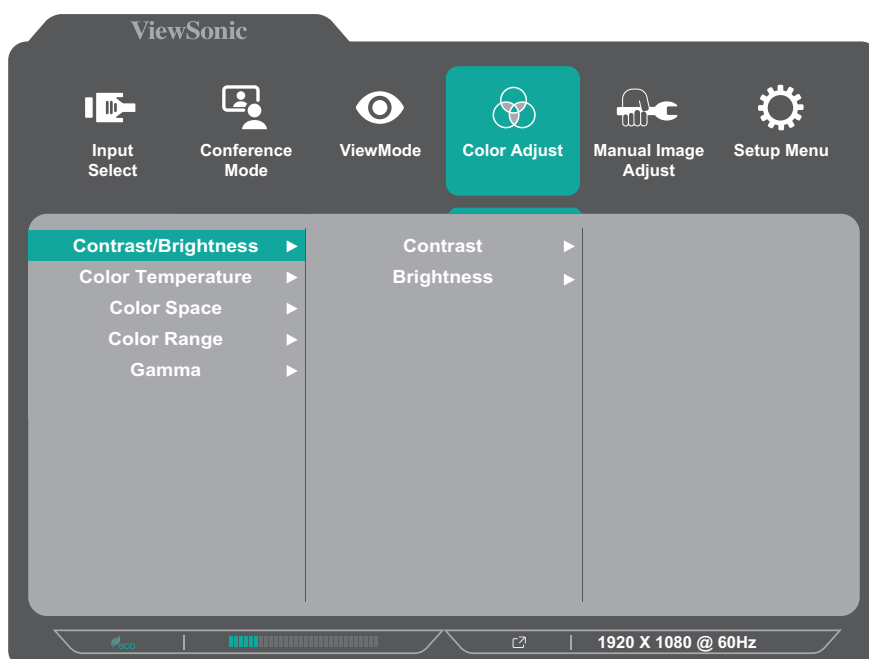 ViewSonic
Input
Select
Conference
Mode
ViewMode
Color Adjust
Manual Image
Adjust
Setup Menu
Contrast/Brightness
Color Temperature
Color Space
Color Range
Gamma
Contrast
Brightness
eco
1920 X 1080 @ 60Hz